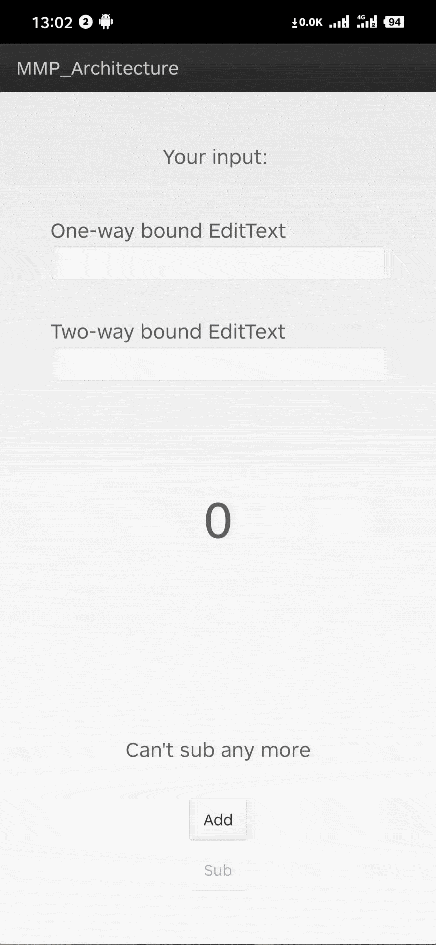 13:02 2 0.0K 4G 94
MMP_Architecture
Your input:
One-way bound EditText
Two-way bound EditText
0
Can't sub any more
Add
Sub